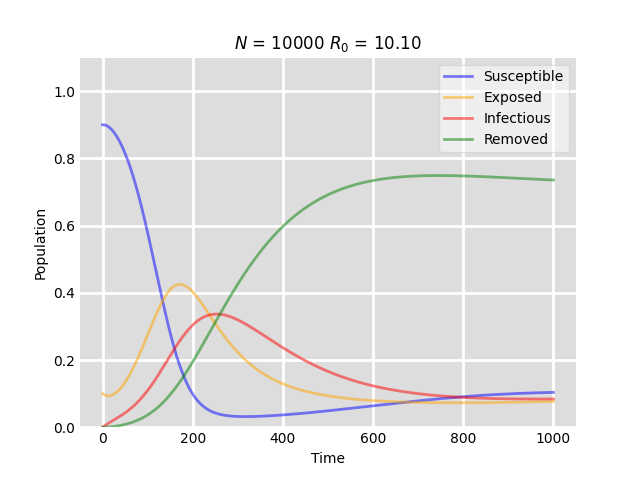 N = 10000 R₀ = 10.10
Susceptible
Exposed
Infectious
Removed
1.0
0.8
0.6
0.4
0.2
0.0
Population
0 200 400 600 800 1000
Time